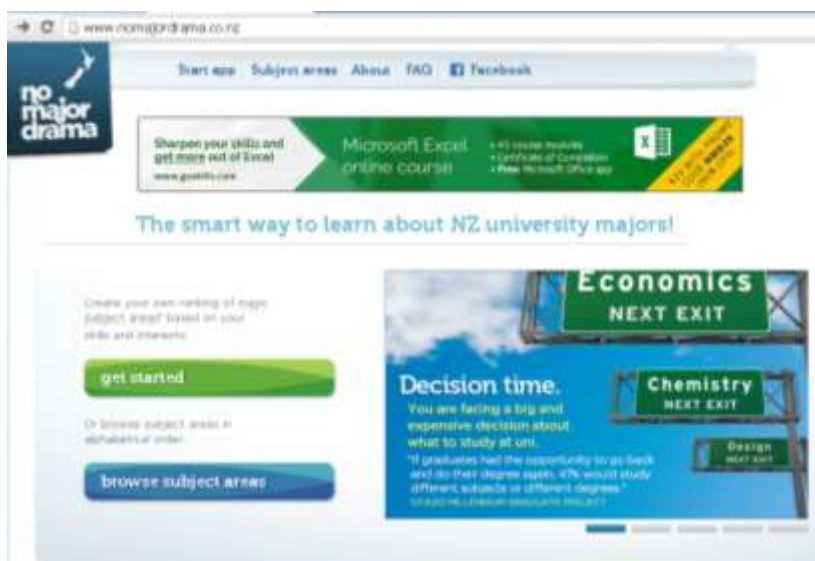 www.nomajordrama.co.nz
no
major
drama
Start app Subject areas About FAQ Facebook
Sharpen your skills and
get more out of Excel
www.goskills.com
Microsoft Excel
online course
• 45 course modules
• Certificate of Completion
• Free Microsoft Office app
The smart way to learn about NZ university majors!
Create your own ranking of major
subject areas* based on your
skills and interests.
get started
Or browse subject areas in
alphabetical order.
browse subject areas
Economics
NEXT EXIT
Chemistry
NEXT EXIT
Design
NEXT EXIT
Decision time.
You are facing a big and
expensive decision about
what to study at uni.
"If graduates had the opportunity to go back
and do their degree again, 47% would study
different subjects or different degrees."